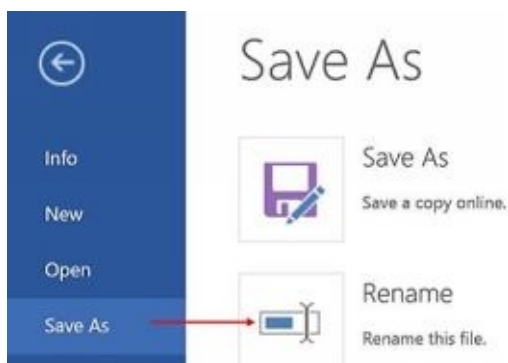 Save As
Info
New
Open
Save As
Save As
Save a copy online.
Rename
Rename this file.